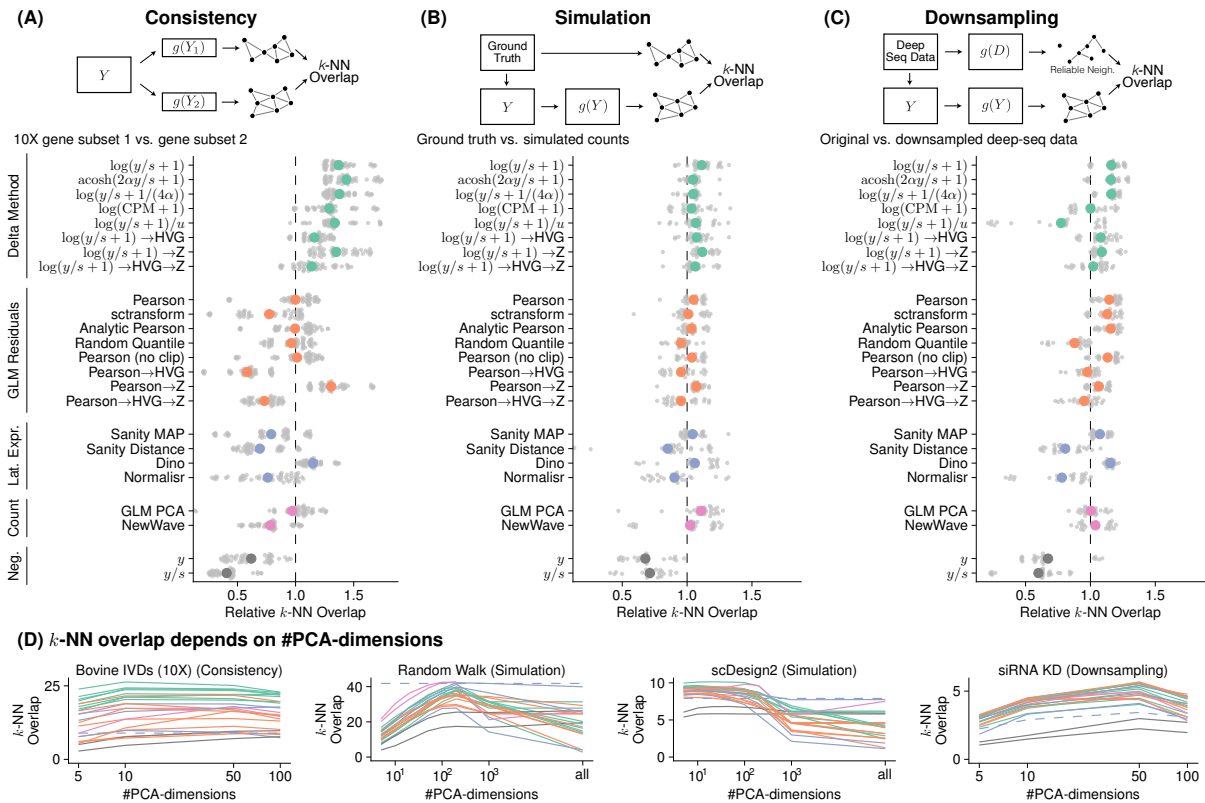 (A) Consistency
Y
g(Y₁)
g(Y₂)
k-NN
Overlap
10X gene subset 1 vs. gene subset 2
(B) Simulation
Ground
Truth
Y
g(Y)
k-NN
Overlap
Ground truth vs. simulated counts
(C) Downsampling
Deep
Seq Data
g(D)
Reliable Neigh.
Y
g(Y)
k-NN
Overlap
Original vs. downsampled deep-seq data
Delta Method
log(y/s + 1)
acosh(2αy/s + 1)
log(y/s + 1/(4α))
log(CPM + 1)
log(y/s + 1)/u
log(y/s + 1) →HVG
log(y/s + 1) →Z
log(y/s + 1) →HVG→Z
GLM Residuals
Pearson
sctransform
Analytic Pearson
Random Quantile
Pearson (no clip)
Pearson→HVG
Pearson→Z
Pearson→HVG→Z
Lat. Expr.
Sanity MAP
Sanity Distance
Dino
Normalisr
Count
GLM PCA
NewWave
Neg.
y
y/s
0.5 1.0 1.5
Relative k-NN Overlap
log(y/s + 1)
acosh(2αy/s + 1)
log(y/s + 1/(4α))
log(CPM + 1)
log(y/s + 1)/u
log(y/s + 1) →HVG
log(y/s + 1) →Z
log(y/s + 1) →HVG→Z
Pearson
sctransform
Analytic Pearson
Random Quantile
Pearson (no clip)
Pearson→HVG
Pearson→Z
Pearson→HVG→Z
Sanity MAP
Sanity Distance
Dino
Normalisr
GLM PCA
NewWave
y
y/s
0.5 1.0 1.5
Relative k-NN Overlap
log(y/s + 1)
acosh(2αy/s + 1)
log(y/s + 1/(4α))
log(CPM + 1)
log(y/s + 1)/u
log(y/s + 1) →HVG
log(y/s + 1) →Z
log(y/s + 1) →HVG→Z
Pearson
sctransform
Analytic Pearson
Random Quantile
Pearson (no clip)
Pearson→HVG
Pearson→Z
Pearson→HVG→Z
Sanity MAP
Sanity Distance
Dino
Normalisr
GLM PCA
NewWave
y
y/s
0.5 1.0 1.5
Relative k-NN Overlap
(D) k-NN overlap depends on #PCA-dimensions
Bovine IVDs (10X) (Consistency)
k-NN
Overlap
25
0
5 10 50 100
#PCA-dimensions
Random Walk (Simulation)
k-NN
Overlap
40
20
0
10¹ 10² 10³ all
#PCA-dimensions
scDesign2 (Simulation)
k-NN
Overlap
10
5
0
10¹ 10² 10³ all
#PCA-dimensions
siRNA KD (Downsampling)
k-NN
Overlap
5
0
5 10 50 100
#PCA-dimensions